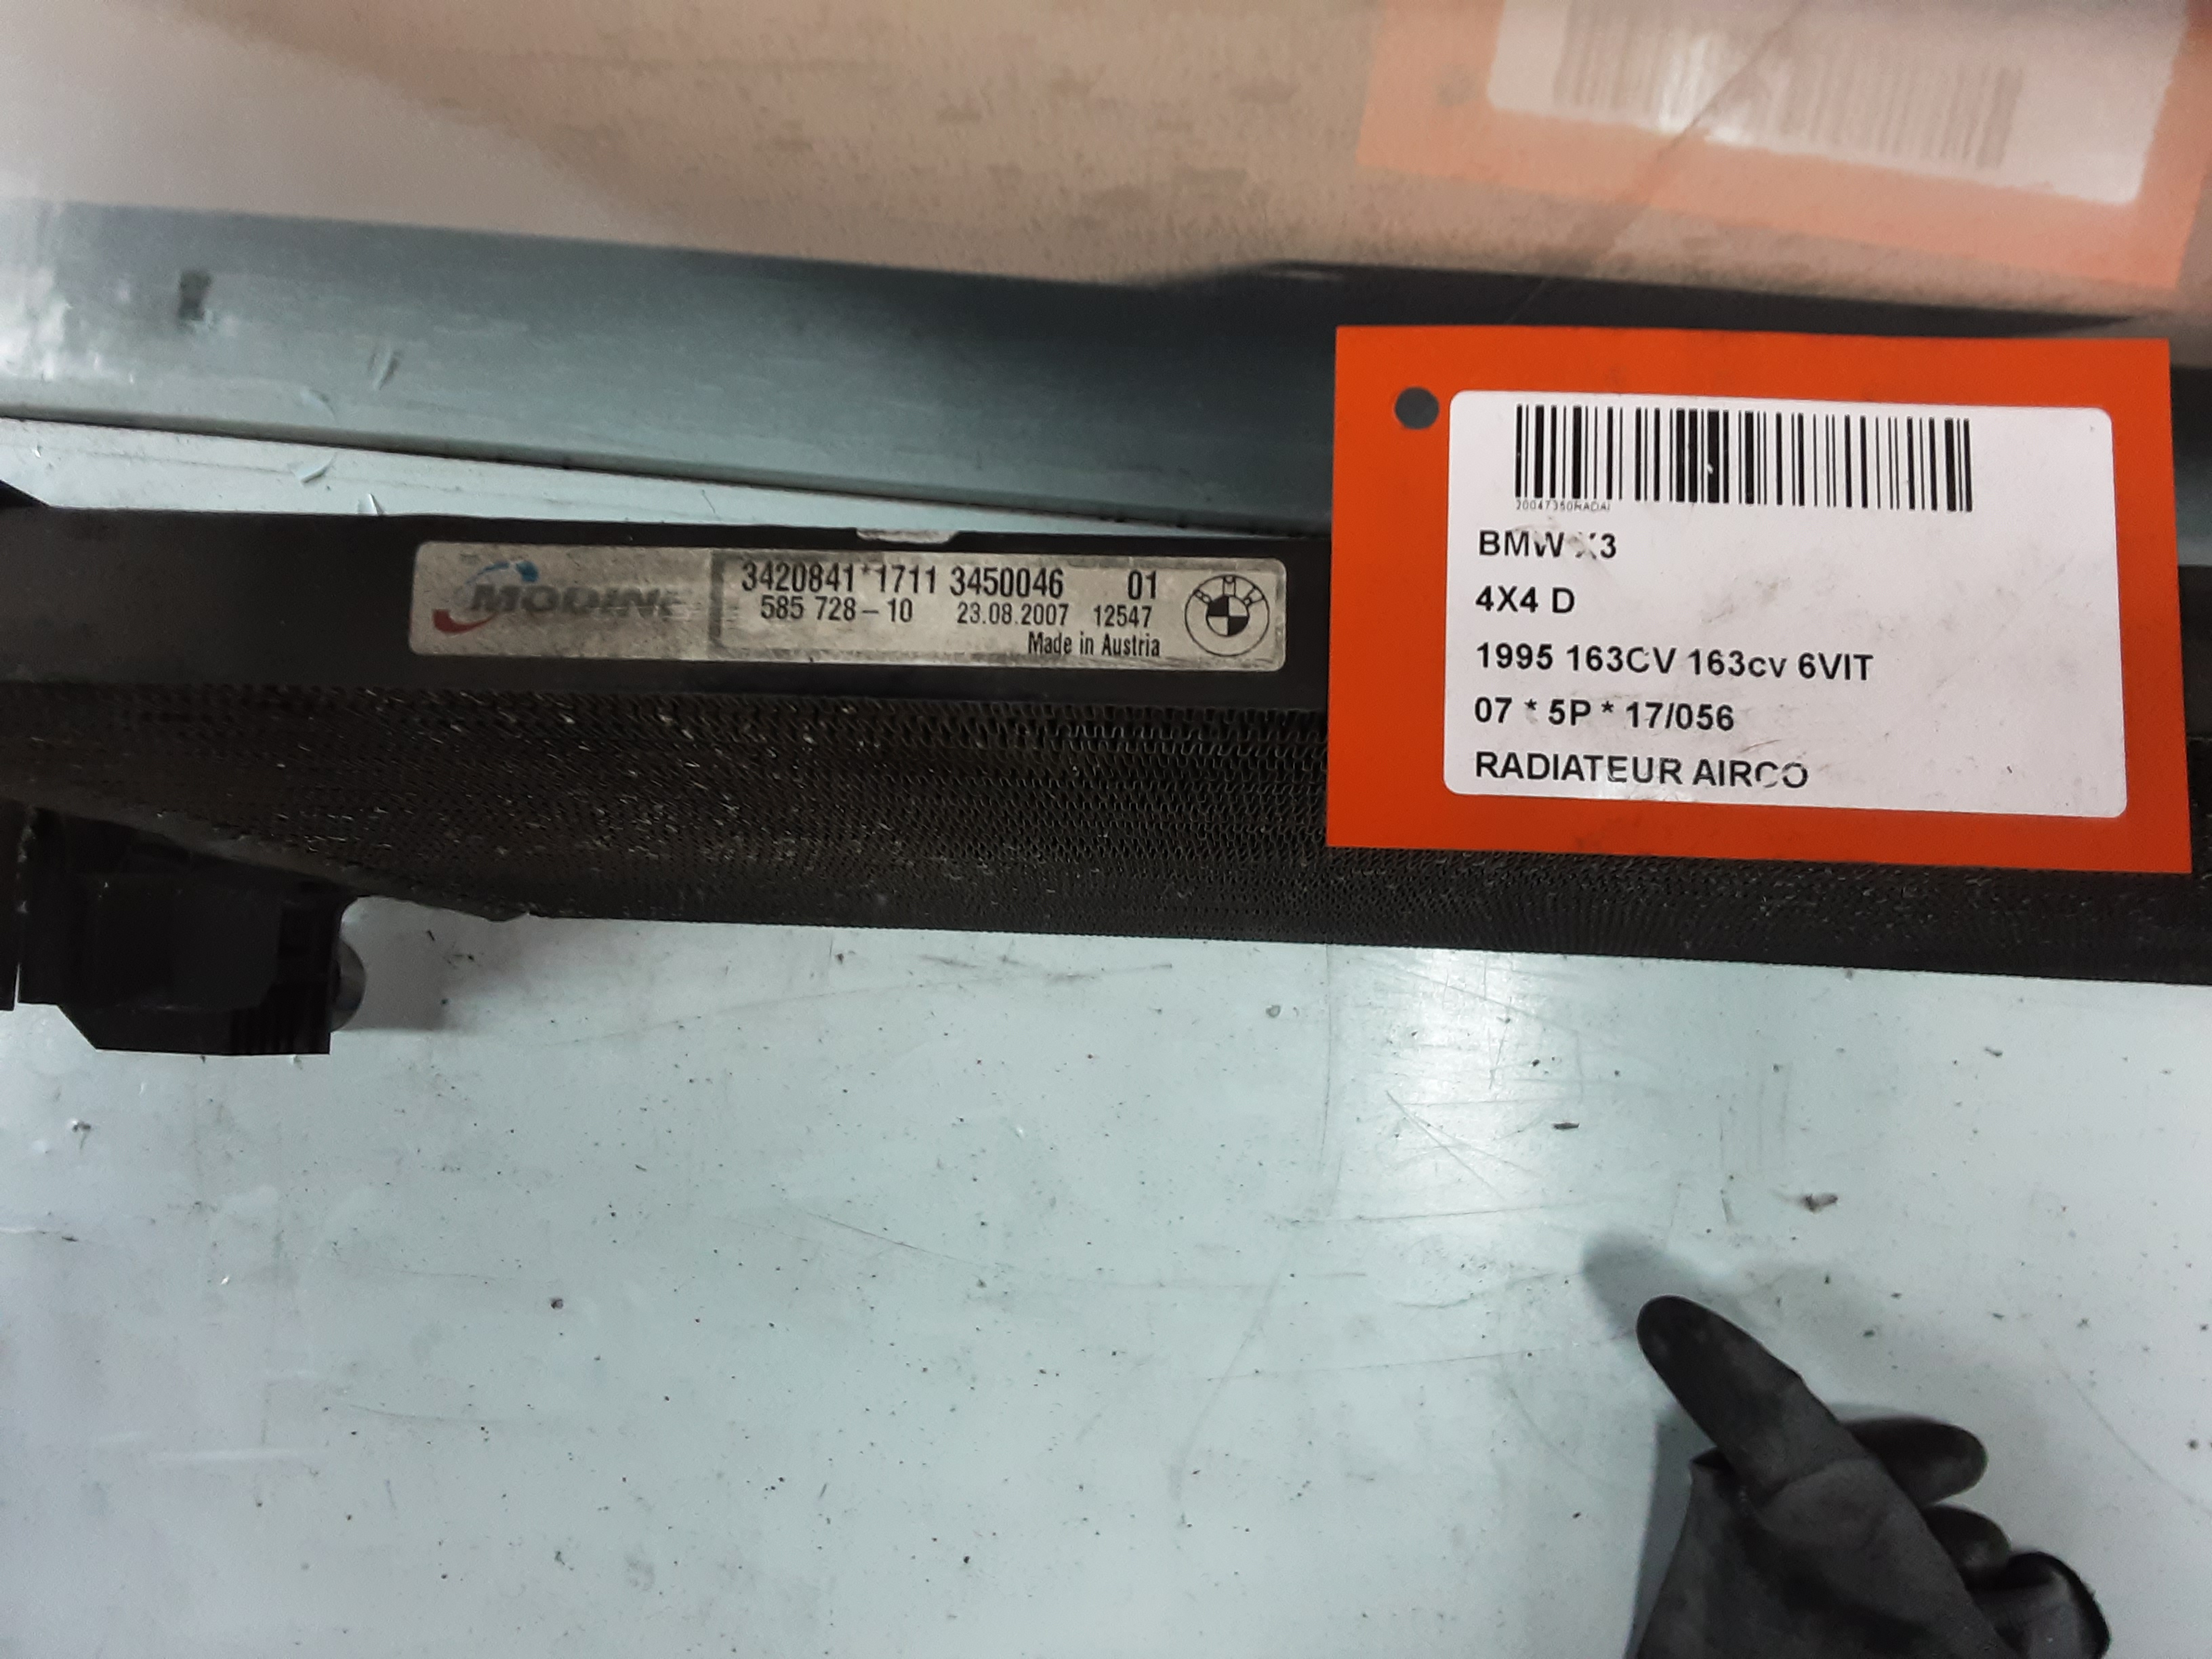 MODINE
3420841*1711 3450046 01
585 728-10 23.08.2007 12547
Made in Austria
BMW
20047350RADAI
BMW X3
4X4 D
1995 163CV 163cv 6VIT
07 * 5P * 17/056
RADIATEUR AIRCO